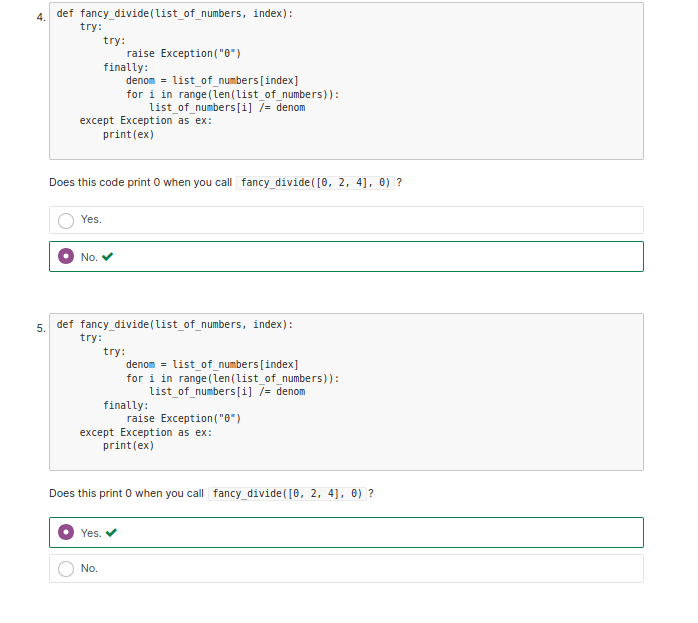 4. def fancy_divide(list_of_numbers, index):
    try:
        try:
            raise Exception("0")
        finally:
            denom = list_of_numbers[index]
            for i in range(len(list_of_numbers)):
                list_of_numbers[i] /= denom
    except Exception as ex:
        print(ex)
Does this code print 0 when you call fancy_divide([0, 2, 4], 0) ?
Yes.
No. ✔
5. def fancy_divide(list_of_numbers, index):
    try:
        try:
            denom = list_of_numbers[index]
            for i in range(len(list_of_numbers)):
                list_of_numbers[i] /= denom
        finally:
            raise Exception("0")
    except Exception as ex:
        print(ex)
Does this print 0 when you call fancy_divide([0, 2, 4], 0) ?
Yes. ✔
No.